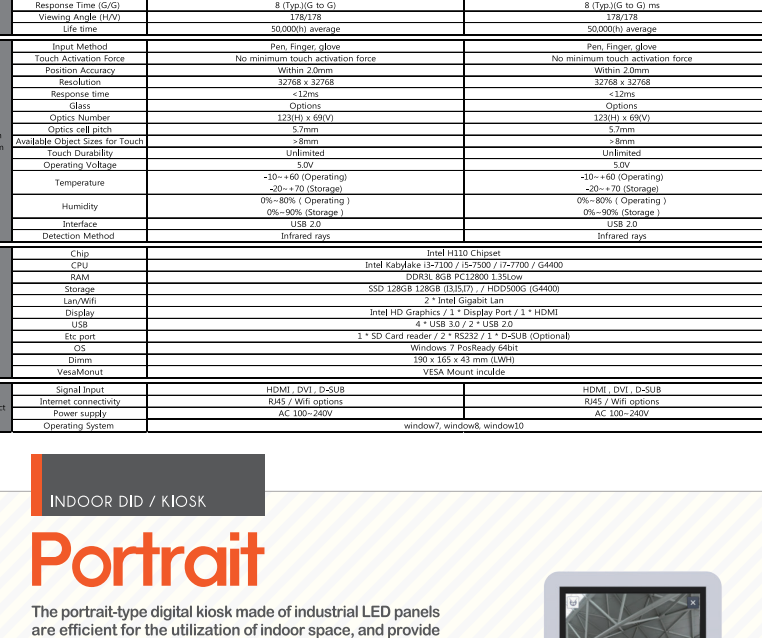 Response Time (G/G) 8 (Typ.)(G to G) 8 (Typ.)(G to G) ms
Viewing Angle (H/V) 178/178 178/178
Life time 50,000(h) average 50,000(h) average
Input Method Pen, Finger, glove Pen, Finger, glove
Touch Activation Force No minimum touch activation force No minimum touch activation force
Position Accuracy Within 2.0mm Within 2.0mm
Resolution 32768 x 32768 32768 x 32768
Response time <12ms <12ms
Glass Options Options
Optics Number 123(H) x 69(V) 123(H) x 69(V)
Optics cell pitch 5.7mm 5.7mm
Available Object Sizes for Touch >8mm >8mm
Touch Durability Unlimited Unlimited
Operating Voltage 5.0V 5.0V
Temperature -10~+60 (Operating) -10~+60 (Operating)
-20~+70 (Storage) -20~+70 (Storage)
Humidity 0%~80% ( Operating ) 0%~80% ( Operating )
0%~90% (Storage ) 0%~90% (Storage )
Interface USB 2.0 USB 2.0
Detection Method Infrared rays Infrared rays
Chip Intel H110 Chipset
CPU Intel Kabylake i3-7100 / i5-7500 / i7-7700 / G4400
RAM DDR3L 8GB PC12800 1.35Low
Storage SSD 128GB 128GB (I3,I5,I7) , / HDD500G (G4400)
Lan/Wifi 2 * Intel Gigabit Lan
Display Intel HD Graphics / 1 * Display Port / 1 * HDMI
USB 4 * USB 3.0 / 2 * USB 2.0
Etc port 1 * SD Card reader / 2 * RS232 / 1 * D-SUB (Optional)
OS Windows 7 PosReady 64bit
Dimm 190 x 165 x 43 mm (LWH)
VesaMonut VESA Mount inculde
Signal Input HDMI , DVI , D-SUB HDMI , DVI , D-SUB
Internet connectivity RJ45 / Wifi options RJ45 / Wifi options
Power supply AC 100~240V AC 100~240V
Operating System window7, window8, window10
INDOOR DID / KIOSK
Portrait
The portrait-type digital kiosk made of industrial LED panels
are efficient for the utilization of indoor space, and provide